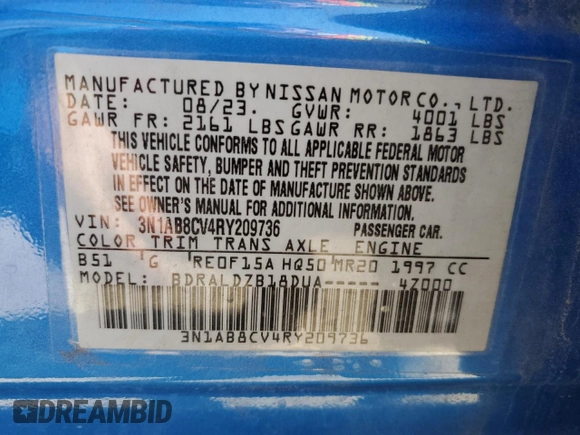 MANUFACTURED BY NISSAN MOTOR CO., LTD.
DATE: 08/23. GVWR: 4001 LBS
GAWR FR: 2161 LBS GAWR RR: 1863 LBS
THIS VEHICLE CONFORMS TO ALL APPLICABLE FEDERAL MOTOR
VEHICLE SAFETY, BUMPER AND THEFT PREVENTION STANDARDS
IN EFFECT ON THE DATE OF MANUFACTURE SHOWN ABOVE.
SEE OWNER'S MANUAL FOR ADDITIONAL INFORMATION.
VIN: 3N1AB8CV4RY209736 PASSENGER CAR.
COLOR TRIM TRANS AXLE ENGINE
B51 G RE0F15A HQ50 MR20 1997 CC
MODEL: BDRALDZB18DUA----- 4Z000
3N1AB8CV4RY209736
DREAMBID